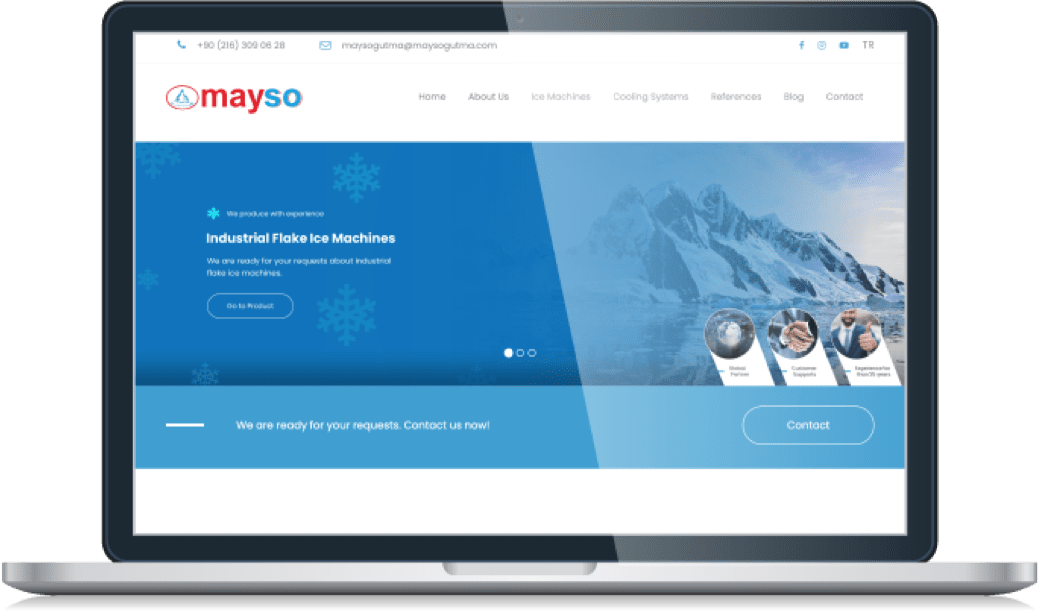 +90 (216) 309 06 28 maysogutma@maysogutma.com TR
mayso Home About Us Ice Machines Cooling Systems References Blog Contact
We produce with experience
Industrial Flake Ice Machines
We are ready for your requests about industrial
flake ice machines.
Go to Product
Global
Partner
Customer
Supports
Experience for
than 35 years
We are ready for your requests. Contact us now!
Contact